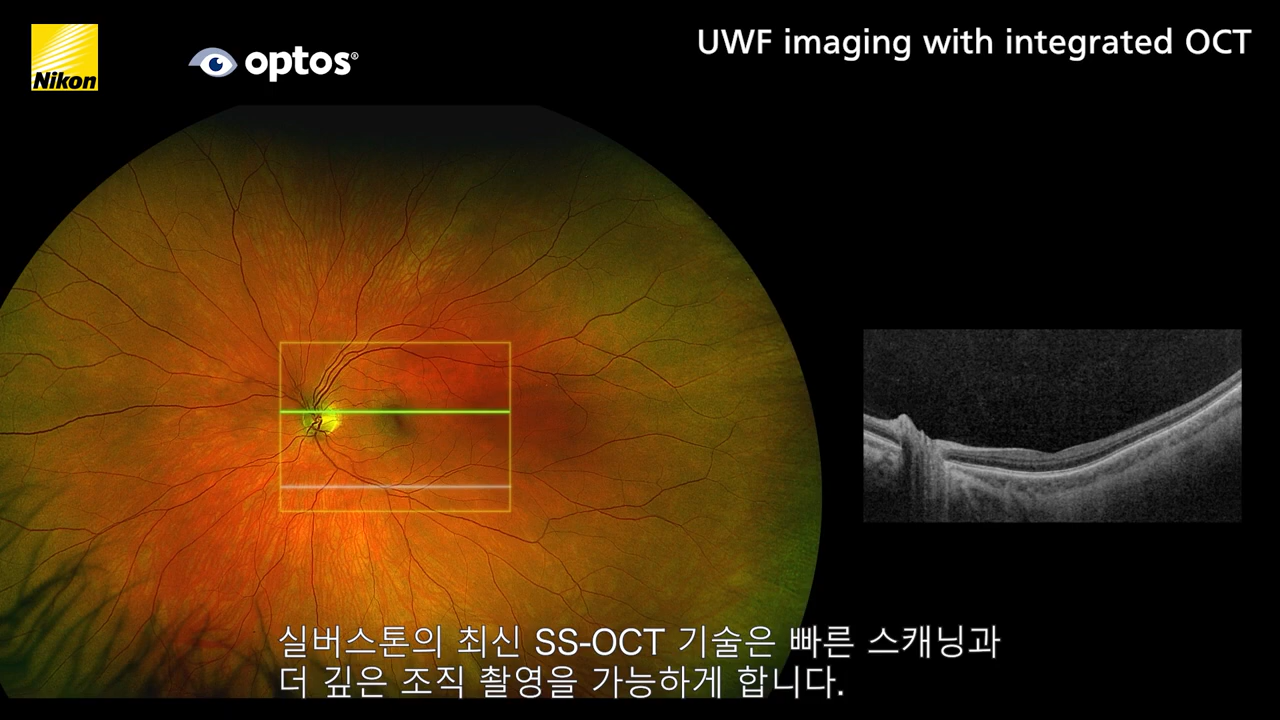 Nikon
optos®
UWF imaging with integrated OCT
실버스톤의 최신 SS-OCT 기술은 빠른 스캐닝과
더 깊은 조직 촬영을 가능하게 합니다.